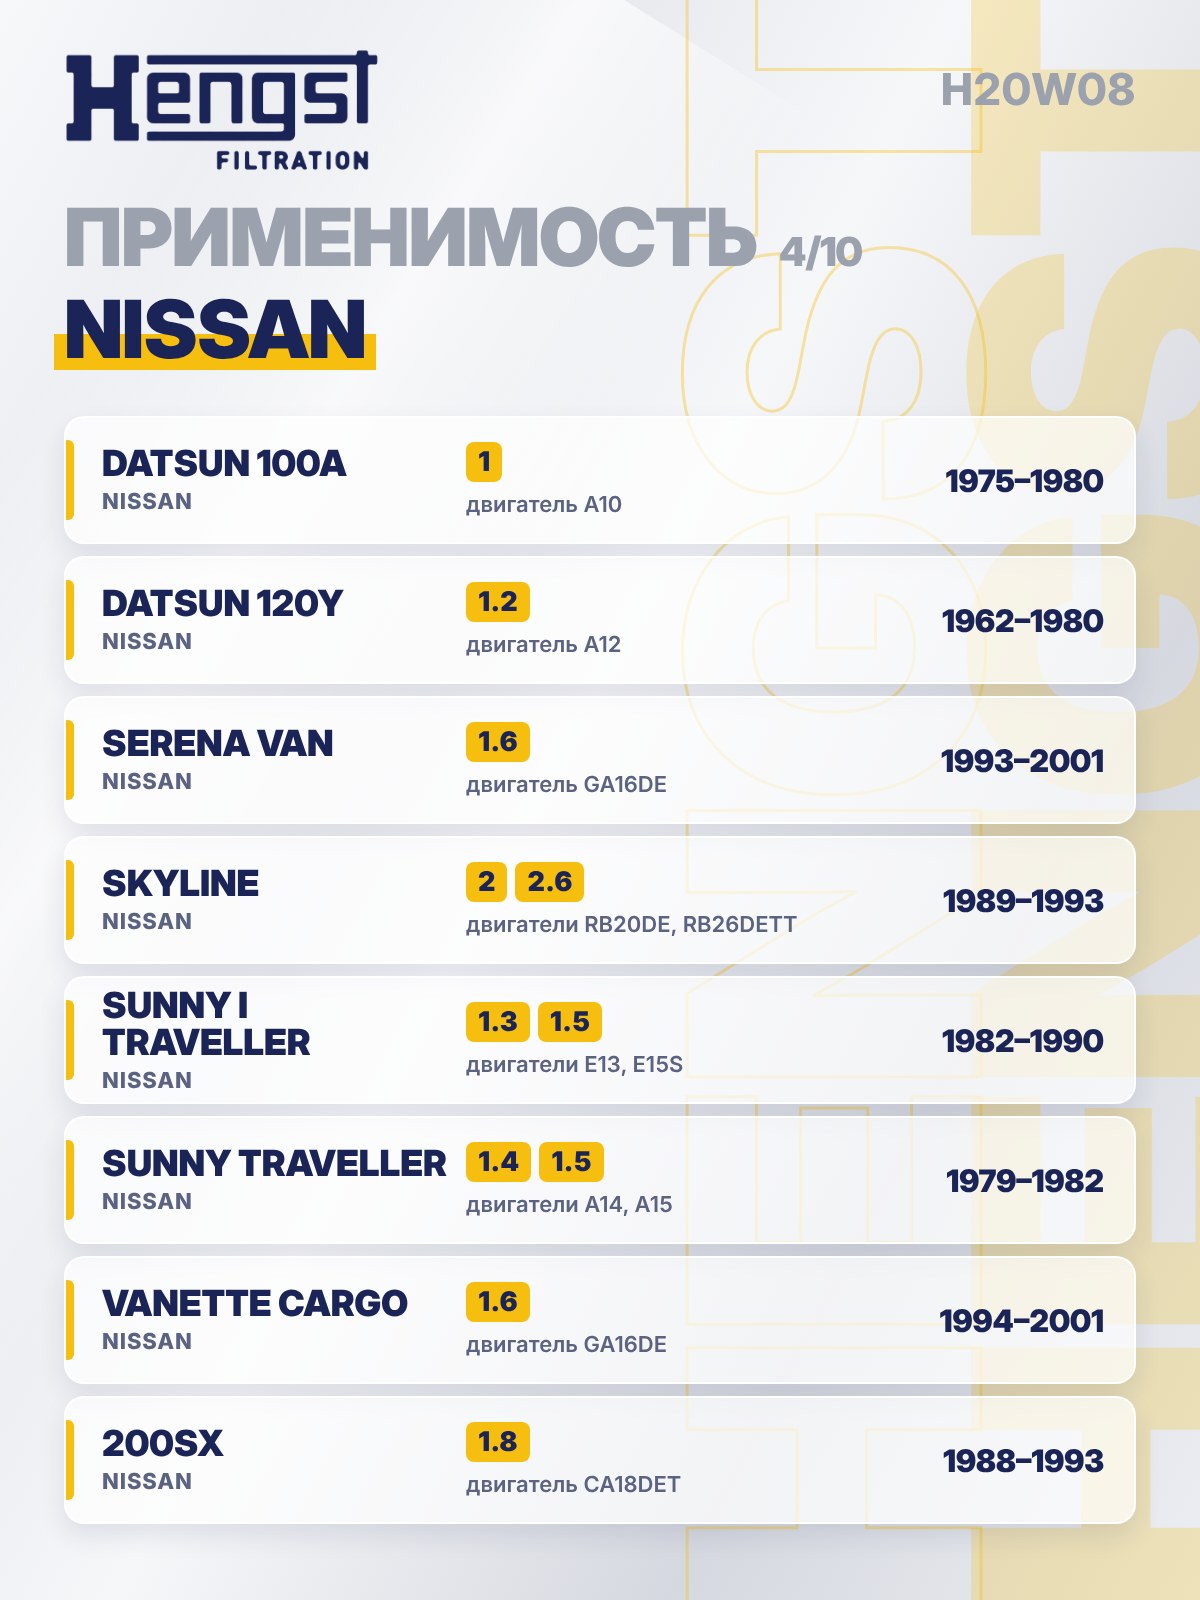 Hengst
FILTRATION
H20W08
ПРИМЕНИМОСТЬ 4/10
NISSAN
DATSUN 100A
NISSAN
1
двигатель A10
1975–1980
DATSUN 120Y
NISSAN
1.2
двигатель A12
1962–1980
SERENA VAN
NISSAN
1.6
двигатель GA16DE
1993–2001
SKYLINE
NISSAN
2 2.6
двигатели RB20DE, RB26DETT
1989–1993
SUNNY I
TRAVELLER
NISSAN
1.3 1.5
двигатели E13, E15S
1982–1990
SUNNY TRAVELLER
NISSAN
1.4 1.5
двигатели A14, A15
1979–1982
VANETTE CARGO
NISSAN
1.6
двигатель GA16DE
1994–2001
200SX
NISSAN
1.8
двигатель CA18DET
1988–1993
HENGST
HENGST